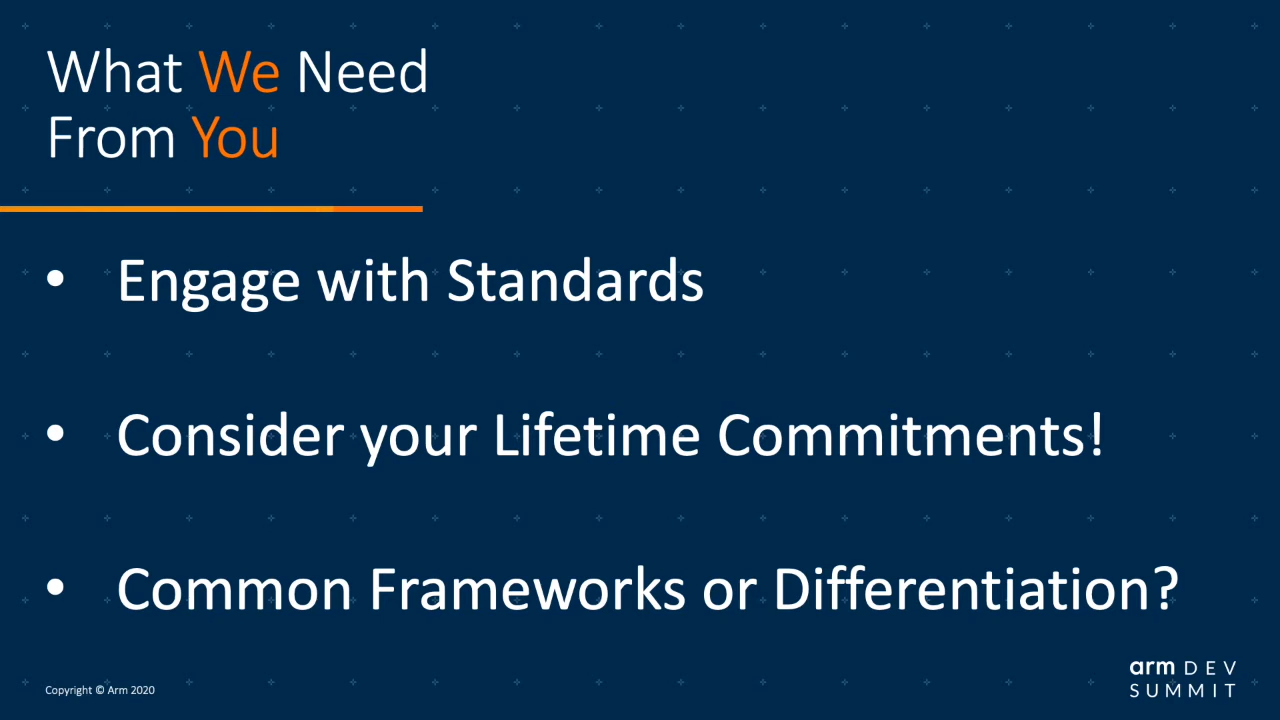 What We Need
From You
• Engage with Standards
• Consider your Lifetime Commitments!
• Common Frameworks or Differentiation?
Copyright © Arm 2020
arm DEV
SUMMIT